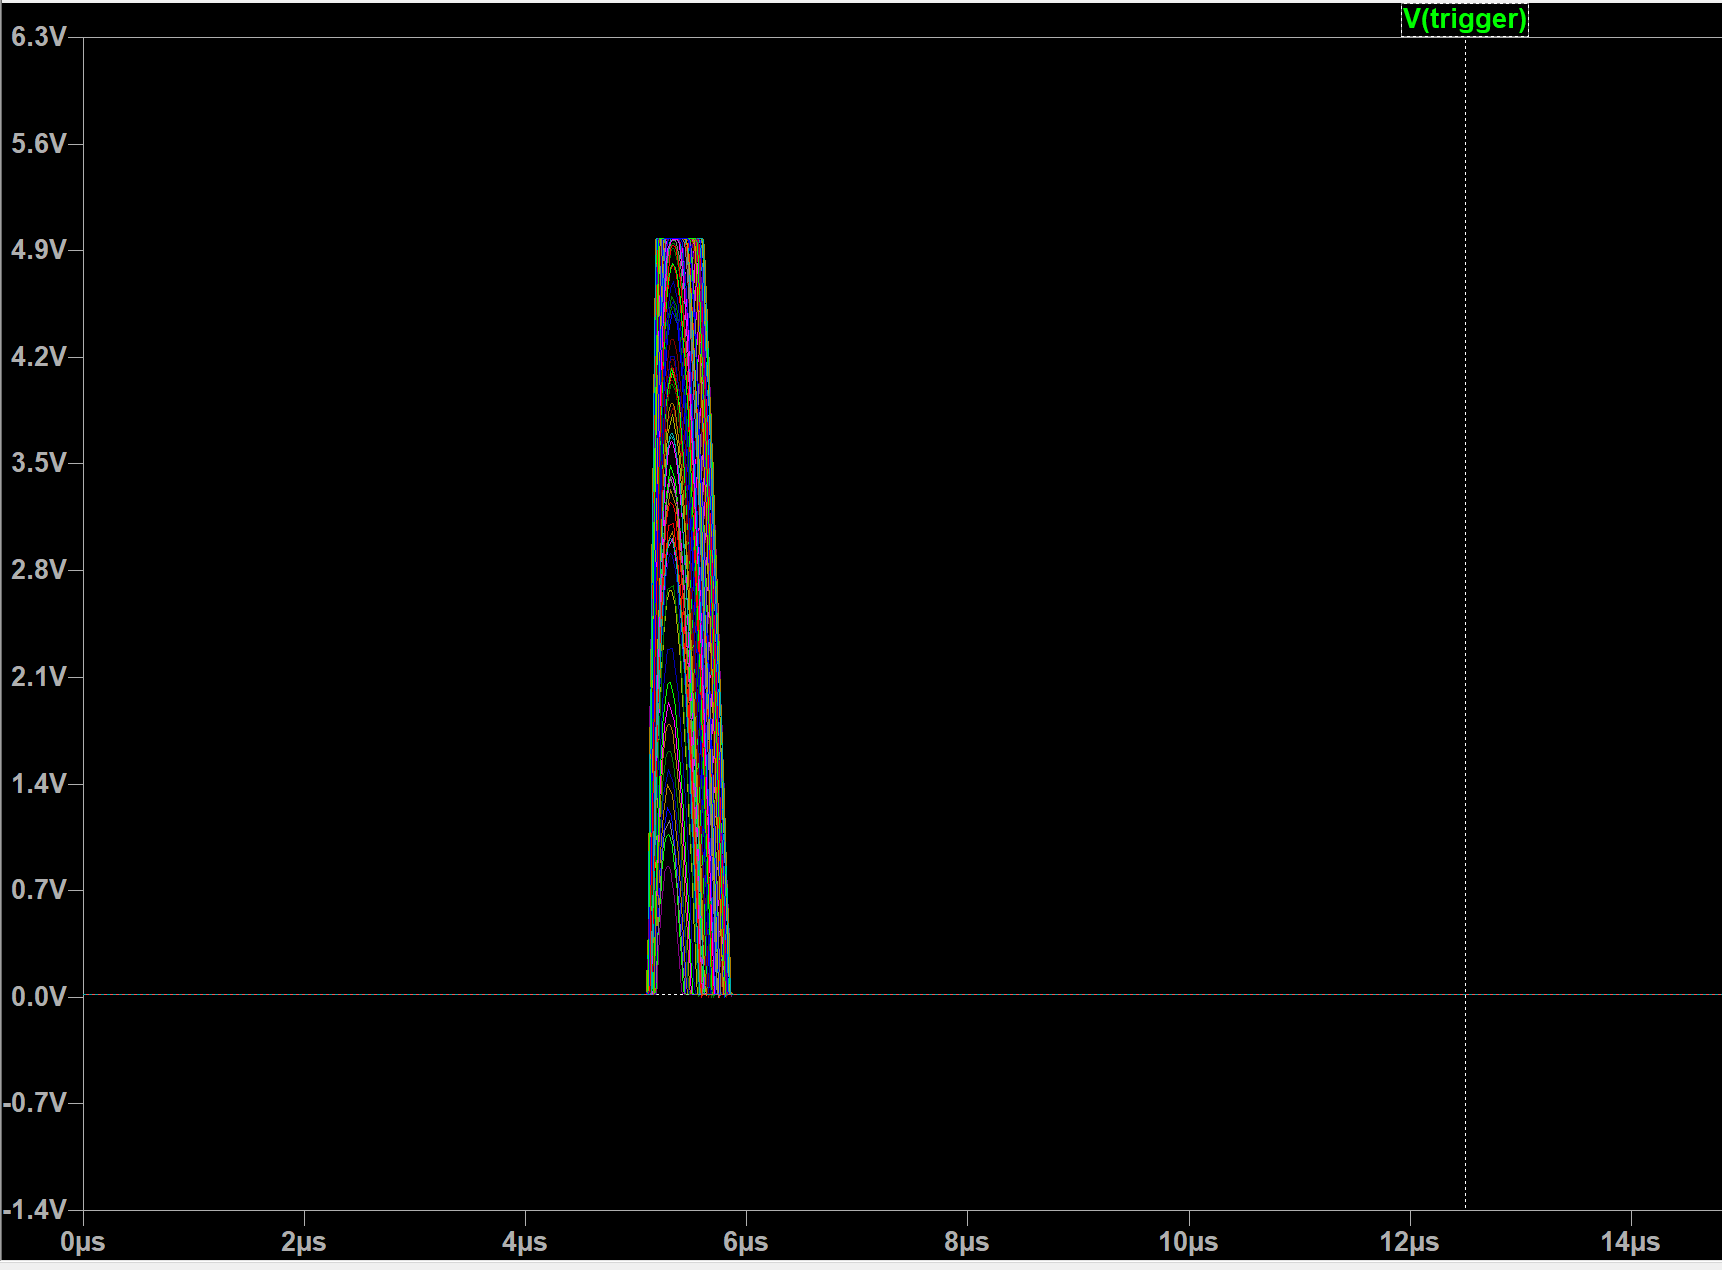 V(trigger)
6.3V
5.6V
4.9V
4.2V
3.5V
2.8V
2.1V
1.4V
0.7V
0.0V
-0.7V
-1.4V
0µs 2µs 4µs 6µs 8µs 10µs 12µs 14µs